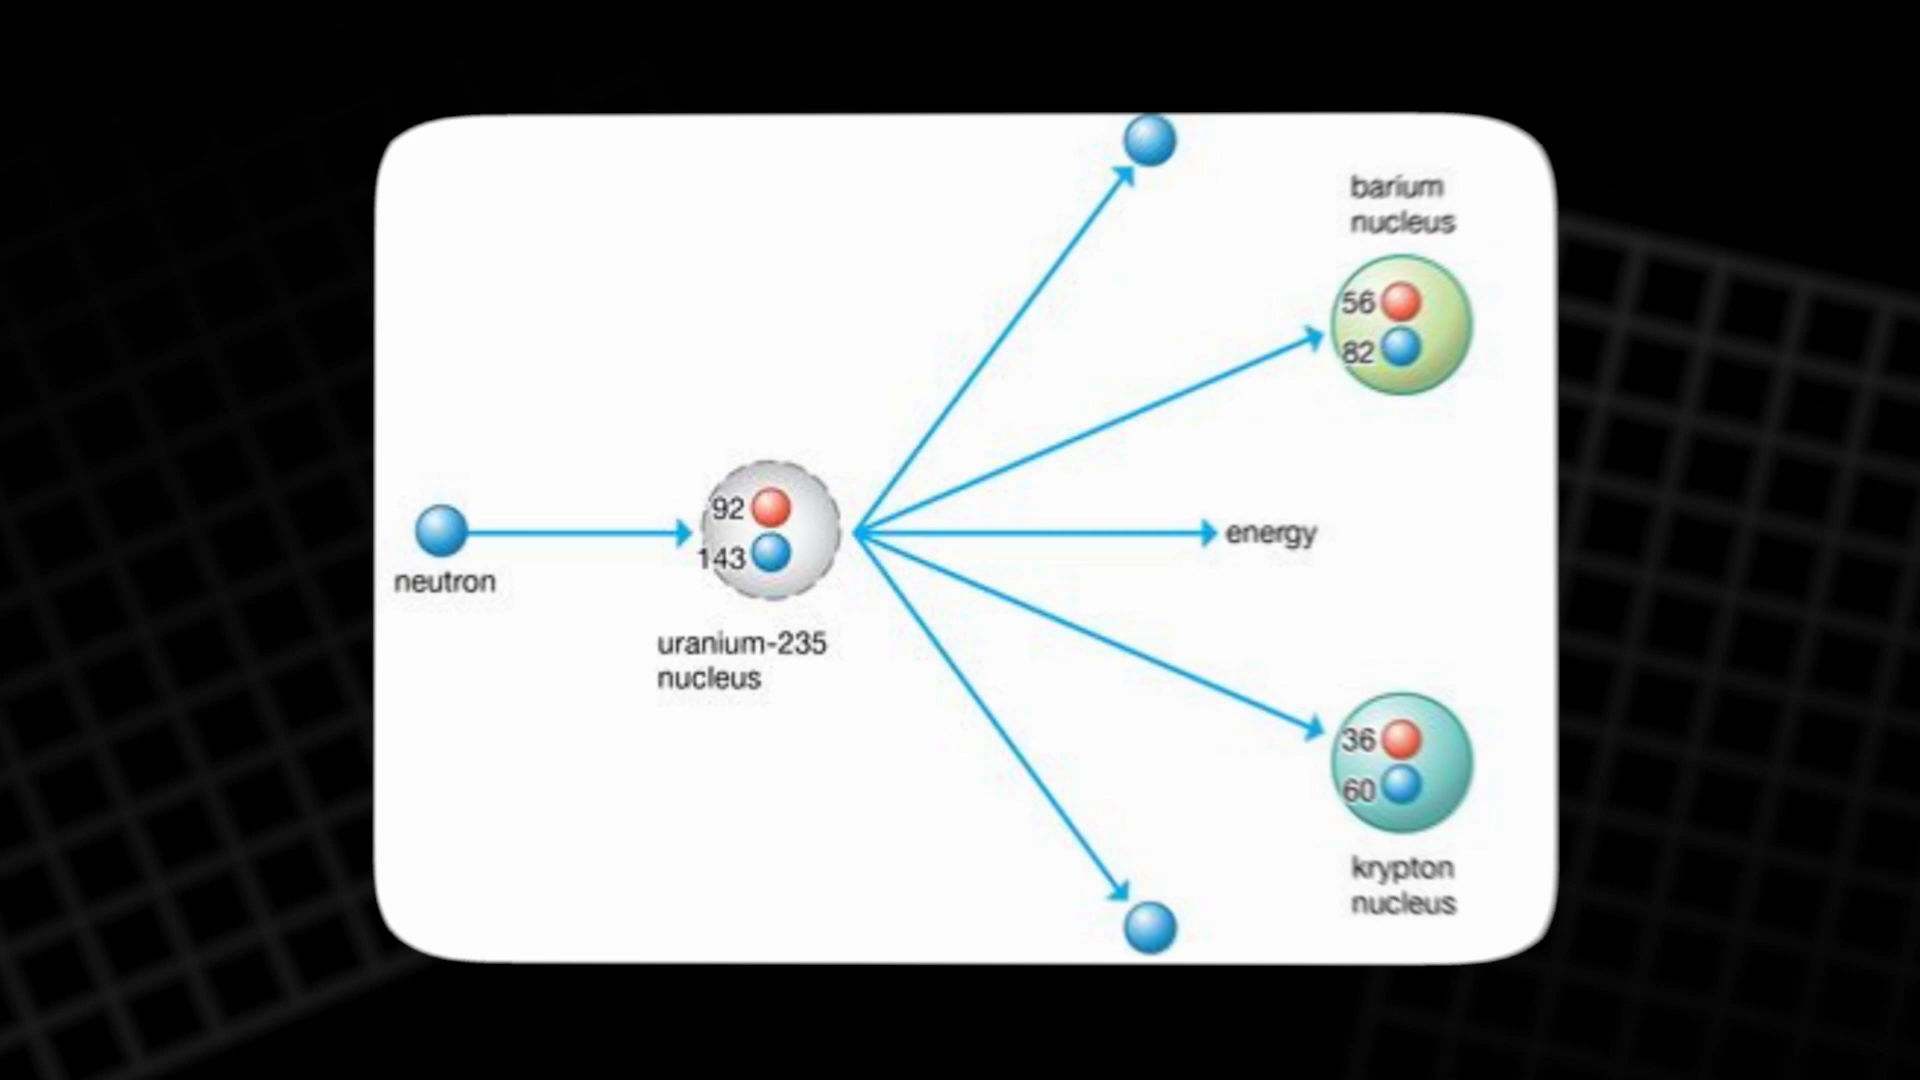 barium
nucleus
56
82
neutron
92
143
uranium-235
nucleus
energy
36
60
krypton
nucleus